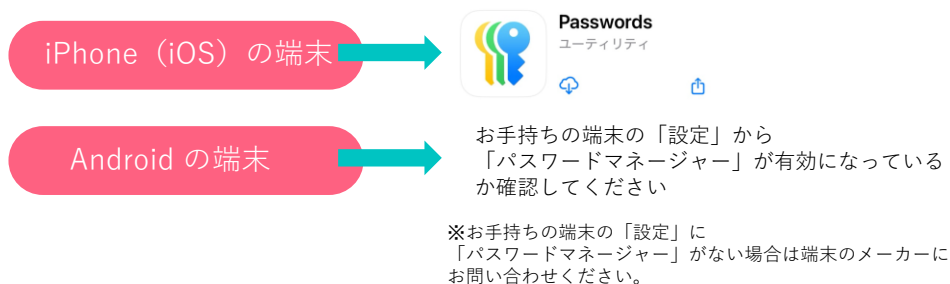 iPhone（iOS）の端末
Passwords
ユーティリティ
Android の端末
お手持ちの端末の「設定」から
「パスワードマネージャー」が有効になっている
か確認してください
※お手持ちの端末の「設定」に
「パスワードマネージャー」がない場合は端末のメーカーに
お問い合わせください。